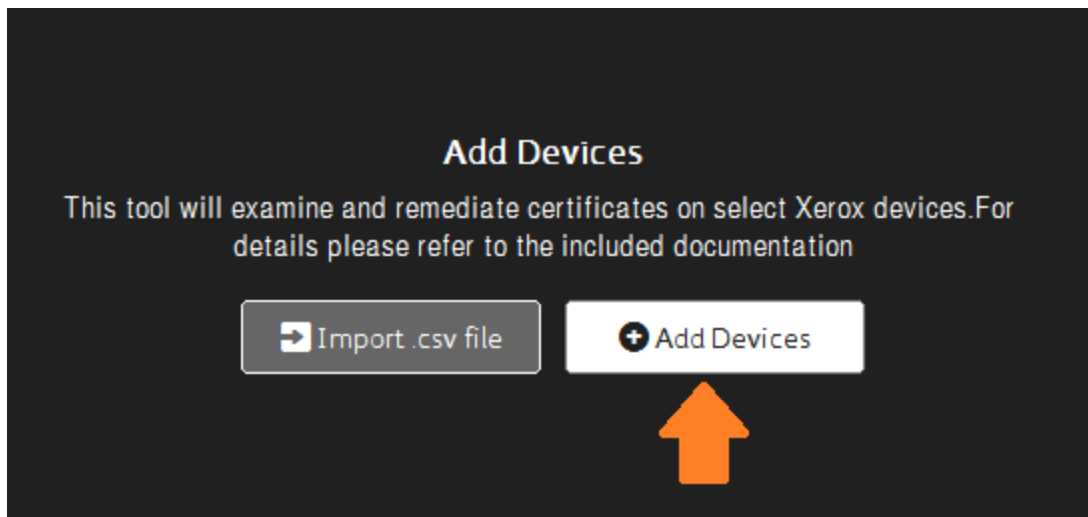 Add Devices
This tool will examine and remediate certificates on select Xerox devices.For
details please refer to the included documentation
Import .csv file
Add Devices